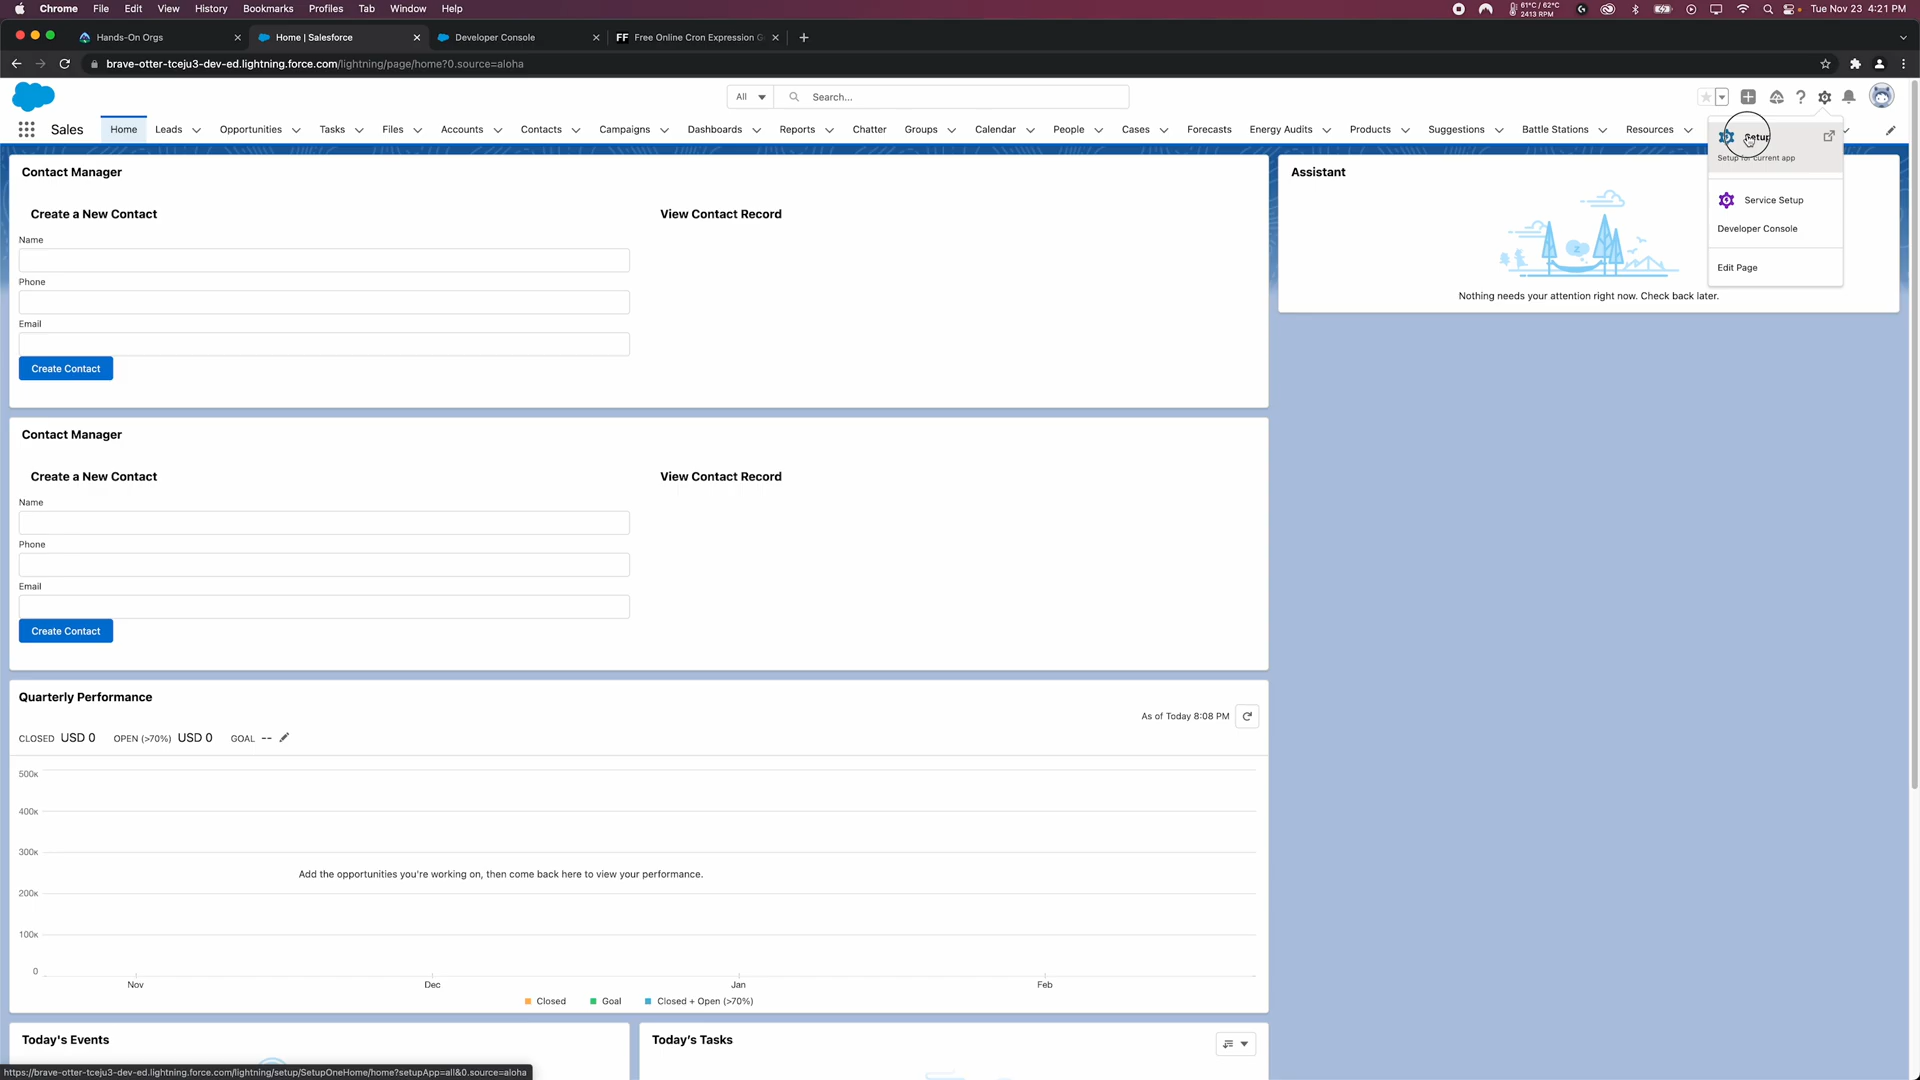 Chrome File Edit View History Bookmarks Profiles Tab Window Help
61°C / 62°C
2413 RPM
Tue Nov 23 4:21 PM
Hands-On Orgs
Home | Salesforce
Developer Console
FF Free Online Cron Expression G
brave-otter-tceju3-dev-ed.lightning.force.com/lightning/page/home?0.source=aloha
All
Search...
Sales
Home Leads Opportunities Tasks Files Accounts Contacts Campaigns Dashboards Reports Chatter Groups Calendar People Cases Forecasts Energy Audits Products Suggestions Battle Stations Resources
Setup
Setup for current app
Service Setup
Developer Console
Edit Page
Contact Manager
Create a New Contact
View Contact Record
Name
Phone
Email
Create Contact
Assistant
Nothing needs your attention right now. Check back later.
Contact Manager
Create a New Contact
View Contact Record
Name
Phone
Email
Create Contact
Quarterly Performance
As of Today 8:08 PM
CLOSED USD 0 OPEN (>70%) USD 0 GOAL --
500K
400K
300K
200K
100K
0
Add the opportunities you're working on, then come back here to view your performance.
Nov Dec Jan Feb
Closed Goal Closed + Open (>70%)
Today's Events
Today's Tasks
https://brave-otter-tceju3-dev-ed.lightning.force.com/lightning/setup/SetupOneHome/home?setupApp=all&0.source=aloha